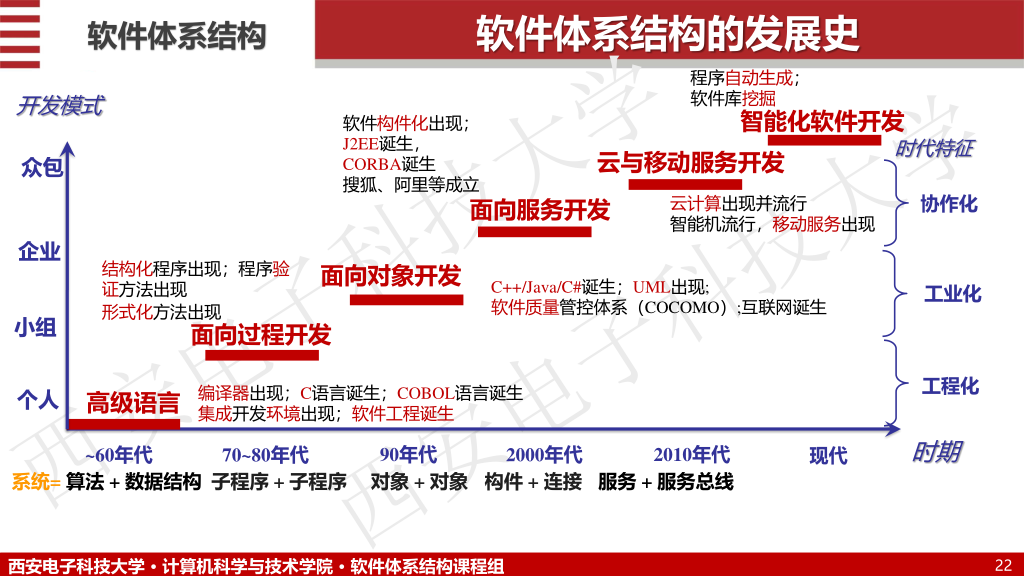 软件体系结构
软件体系结构的发展史
程序自动生成；
软件库挖掘
智能化软件开发
开发模式
软件构件化出现；
J2EE诞生，
CORBA诞生
搜狐、阿里等成立
时代特征
云与移动服务开发
众包
云计算出现并流行
智能机流行，移动服务出现
协作化
面向服务开发
企业
结构化程序出现；程序验
证方法出现
形式化方法出现
面向对象开发
C++/Java/C#诞生；UML出现;
软件质量管控体系（COCOMO）;互联网诞生
工业化
小组
面向过程开发
个人
高级语言
编译器出现；C语言诞生；COBOL语言诞生
集成开发环境出现；软件工程诞生
工程化
~60年代 70~80年代 90年代 2000年代 2010年代 现代
时期
系统= 算法 + 数据结构 子程序 + 子程序 对象 + 对象 构件 + 连接 服务 + 服务总线
西安电子科技大学
西安电子科技大学
西安电子科技大学 • 计算机科学与技术学院 • 软件体系结构课程组
22